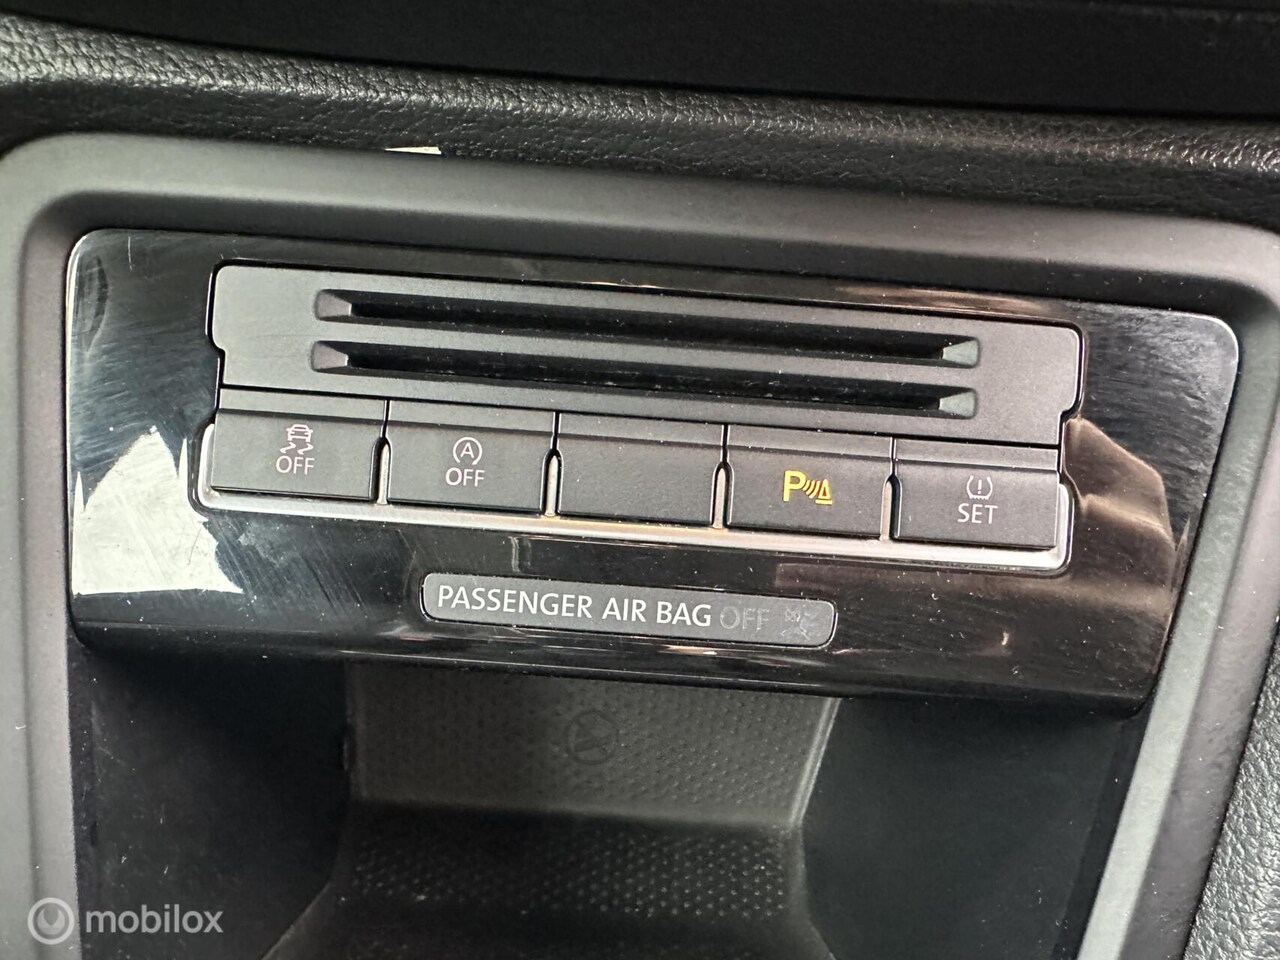 OFF
A
OFF
P
SET
PASSENGER AIR BAG OFF
mobilox